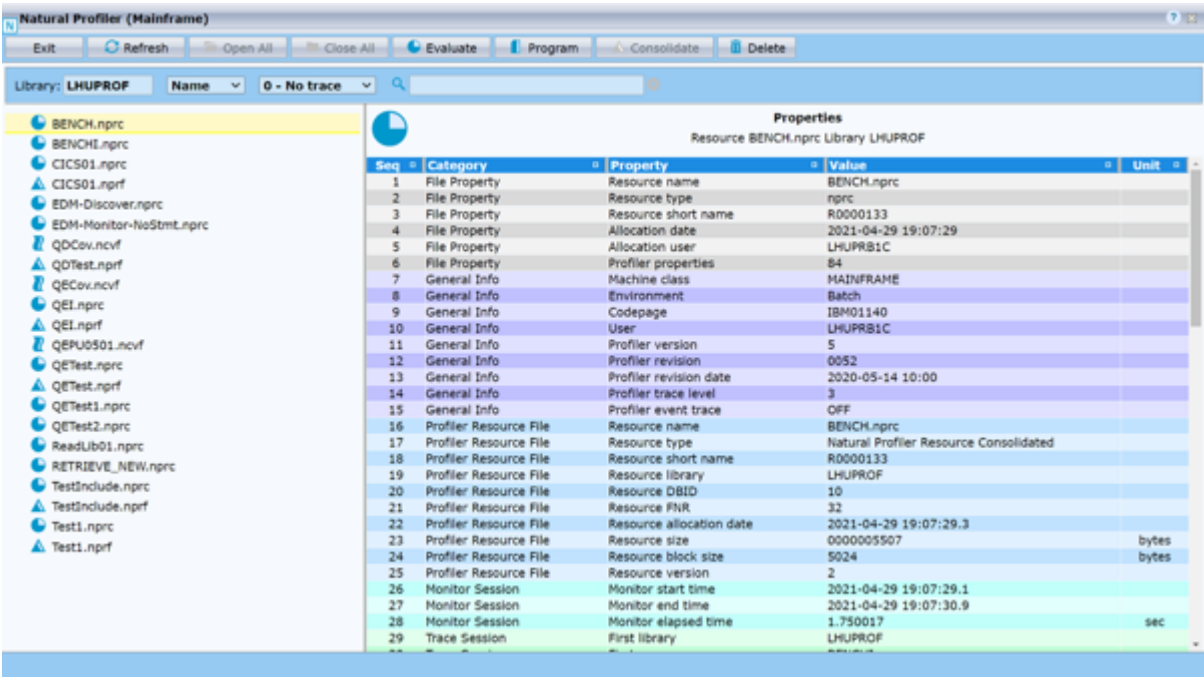 Natural Profiler (Mainframe)
N
Exit Refresh Open All Close All Evaluate Program Consolidate Delete
Library: LHUPROF Name 0 - No trace
BENCH.nprc
BENCHI.nprc
CICS01.nprc
CICS01.nprf
EDM-Discover.nprc
EDM-Monitor-NoStmt.nprc
QDCov.ncvf
QDTest.nprf
QECov.ncvf
QEI.nprc
QEI.nprf
QEPU0501.ncvf
QETest.nprc
QETest.nprf
QETest1.nprc
QETest2.nprc
ReadLib01.nprc
RETRIEVE_NEW.nprc
TestInclude.nprc
TestInclude.nprf
Test1.nprc
Test1.nprf
Properties
Resource BENCH.nprc Library LHUPROF
Seq Category Property Value Unit
1 File Property Resource name BENCH.nprc
2 File Property Resource type nprc
3 File Property Resource short name R0000133
4 File Property Allocation date 2021-04-29 19:07:29
5 File Property Allocation user LHUPRB1C
6 File Property Profiler properties 84
7 General Info Machine class MAINFRAME
8 General Info Environment Batch
9 General Info Codepage IBM01140
10 General Info User LHUPRB1C
11 General Info Profiler version 5
12 General Info Profiler revision 0052
13 General Info Profiler revision date 2020-05-14 10:00
14 General Info Profiler trace level 3
15 General Info Profiler event trace OFF
16 Profiler Resource File Resource name BENCH.nprc
17 Profiler Resource File Resource type Natural Profiler Resource Consolidated
18 Profiler Resource File Resource short name R0000133
19 Profiler Resource File Resource library LHUPROF
20 Profiler Resource File Resource DBID 10
21 Profiler Resource File Resource FNR 32
22 Profiler Resource File Resource allocation date 2021-04-29 19:07:29.3
23 Profiler Resource File Resource size 0000005507 bytes
24 Profiler Resource File Resource block size 5024 bytes
25 Profiler Resource File Resource version 2
26 Monitor Session Monitor start time 2021-04-29 19:07:29.1
27 Monitor Session Monitor end time 2021-04-29 19:07:30.9
28 Monitor Session Monitor elapsed time 1.750017 sec
29 Trace Session First library LHUPROF